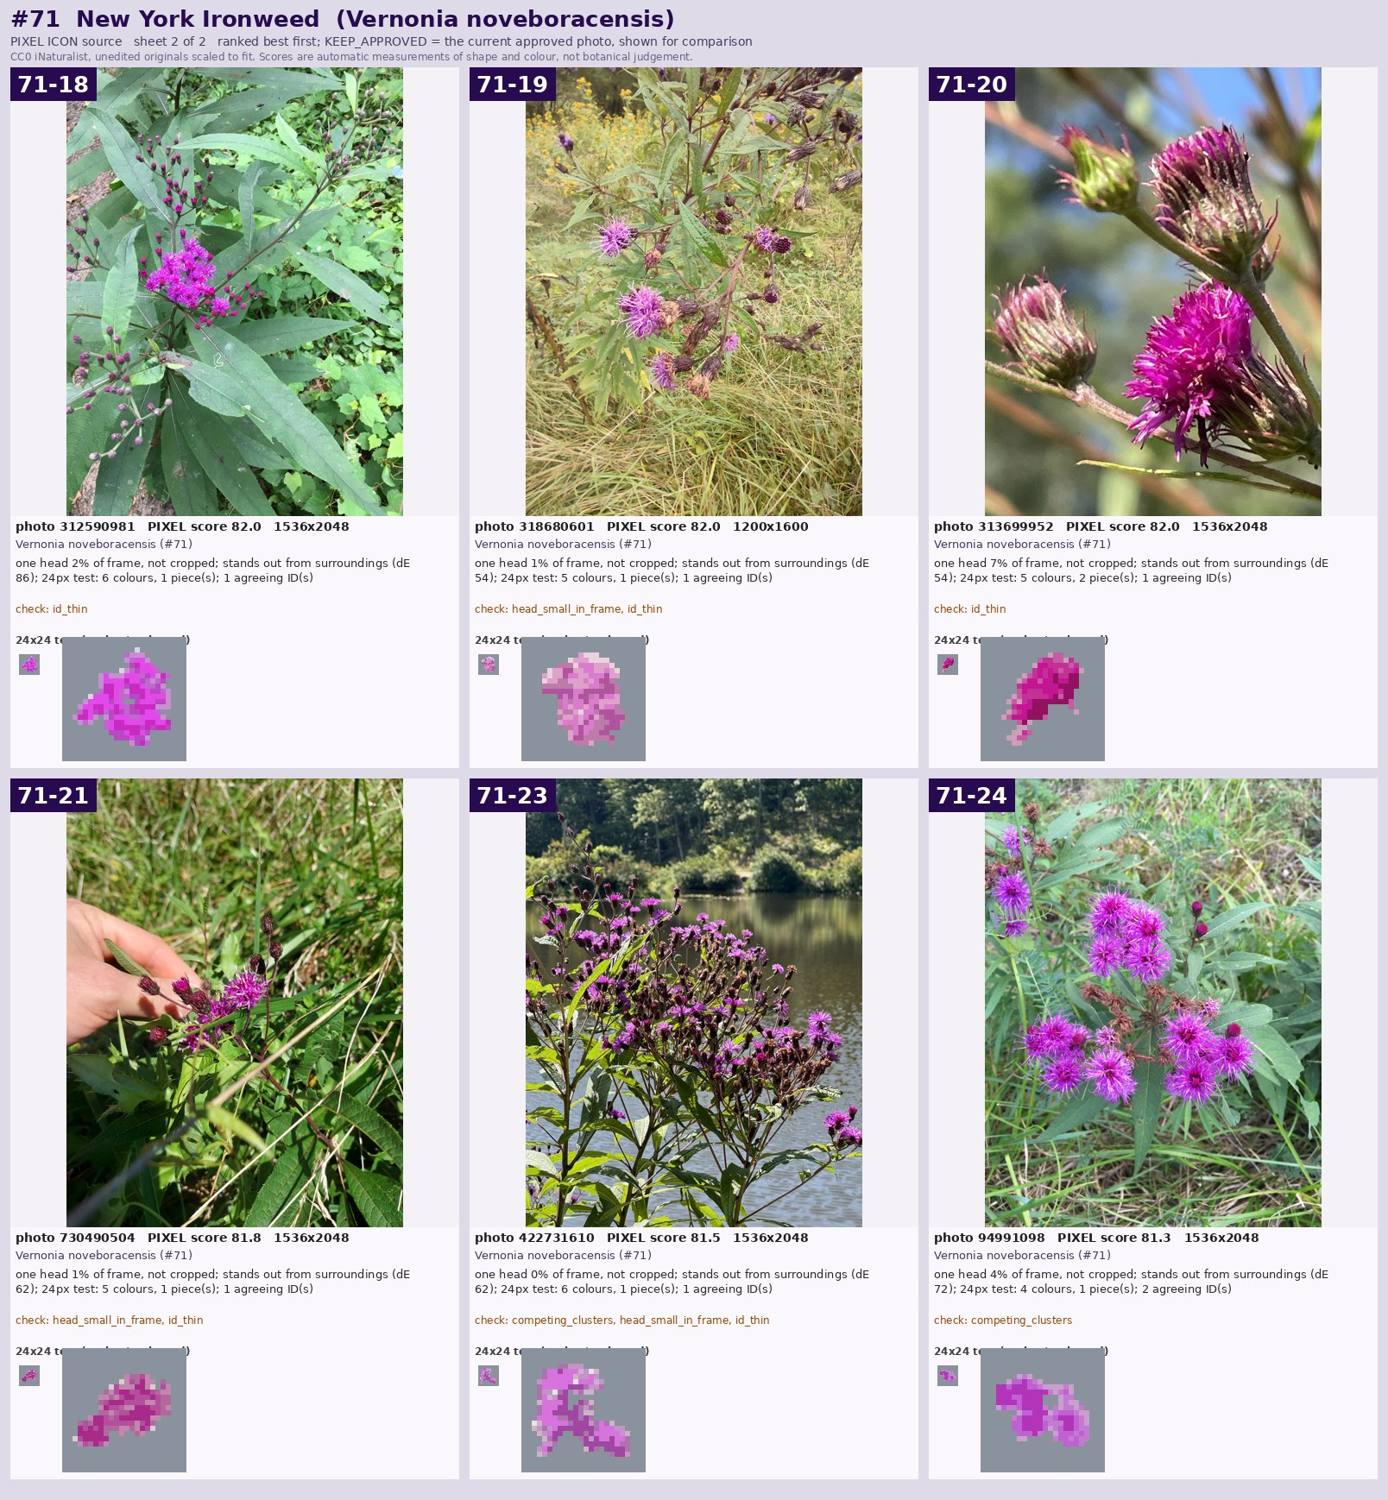 #71 New York Ironweed (Vernonia noveboracensis)
PIXEL ICON source sheet 2 of 2 ranked best first; KEEP_APPROVED = the current approved photo, shown for comparison
CC0 iNaturalist, unedited originals scaled to fit. Scores are automatic measurements of shape and colour, not botanical judgement.
71-18
71-19
71-20
photo 312590981 PIXEL score 82.0 1536x2048
Vernonia noveboracensis (#71)
one head 2% of frame, not cropped; stands out from surroundings (dE
86); 24px test: 6 colours, 1 piece(s); 1 agreeing ID(s)
check: id_thin
24x24
photo 318680601 PIXEL score 82.0 1200x1600
Vernonia noveboracensis (#71)
one head 1% of frame, not cropped; stands out from surroundings (dE
54); 24px test: 5 colours, 1 piece(s); 1 agreeing ID(s)
check: head_small_in_frame, id_thin
24x24
photo 313699952 PIXEL score 82.0 1536x2048
Vernonia noveboracensis (#71)
one head 7% of frame, not cropped; stands out from surroundings (dE
54); 24px test: 5 colours, 2 piece(s); 1 agreeing ID(s)
check: id_thin
24x24
71-21
71-23
71-24
photo 730490504 PIXEL score 81.8 1536x2048
Vernonia noveboracensis (#71)
one head 1% of frame, not cropped; stands out from surroundings (dE
62); 24px test: 5 colours, 1 piece(s); 1 agreeing ID(s)
check: head_small_in_frame, id_thin
24x24
photo 422731610 PIXEL score 81.5 1536x2048
Vernonia noveboracensis (#71)
one head 0% of frame, not cropped; stands out from surroundings (dE
62); 24px test: 6 colours, 1 piece(s); 1 agreeing ID(s)
check: competing_clusters, head_small_in_frame, id_thin
24x24
photo 94991098 PIXEL score 81.3 1536x2048
Vernonia noveboracensis (#71)
one head 4% of frame, not cropped; stands out from surroundings (dE
72); 24px test: 4 colours, 1 piece(s); 2 agreeing ID(s)
check: competing_clusters
24x24